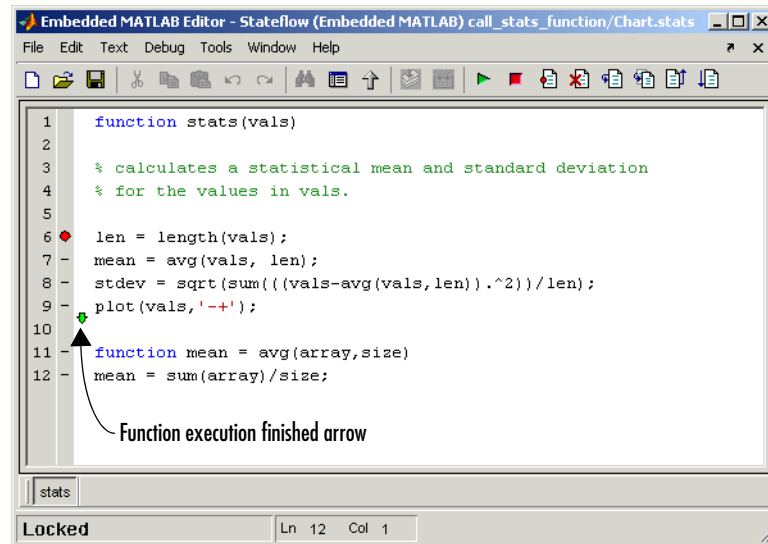 Embedded MATLAB Editor - Stateflow (Embedded MATLAB) call_stats_function/Chart.stats
File Edit Text Debug Tools Window Help
1 function stats(vals)
2
3 % calculates a statistical mean and standard deviation
4 % for the values in vals.
5
6 len = length(vals);
7 - mean = avg(vals, len);
8 - stdev = sqrt(sum(((vals-avg(vals,len)).^2))/len);
9 - plot(vals,'-+');
10
11 - function mean = avg(array,size)
12 - mean = sum(array)/size;
Function execution finished arrow
stats
Locked Ln 12 Col 1